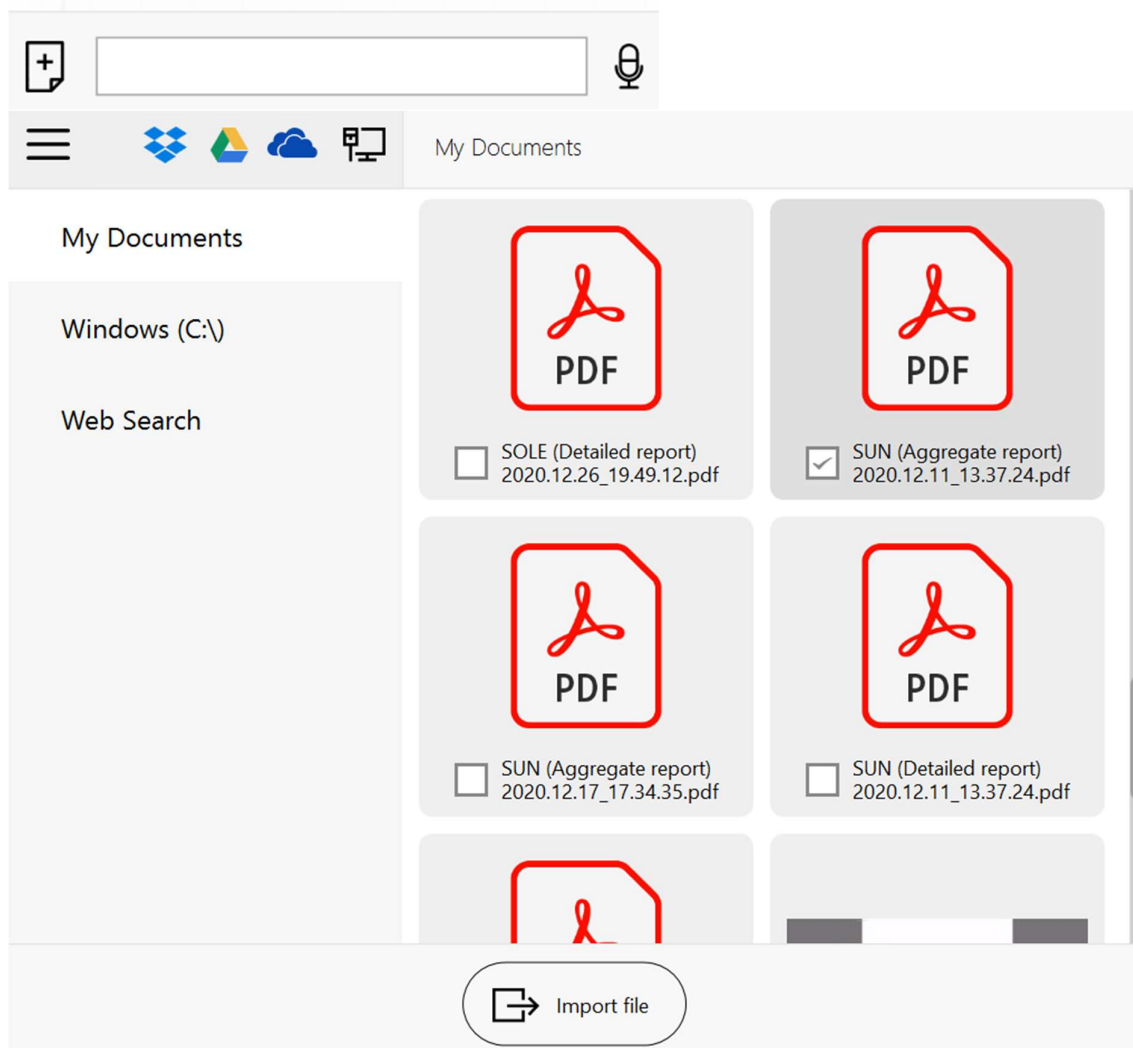 My Documents
My Documents
Windows (C:\)
Web Search
PDF
SOLE (Detailed report)
2020.12.26_19.49.12.pdf
PDF
SUN (Aggregate report)
2020.12.11_13.37.24.pdf
PDF
SUN (Aggregate report)
2020.12.17_17.34.35.pdf
PDF
SUN (Detailed report)
2020.12.11_13.37.24.pdf
Import file